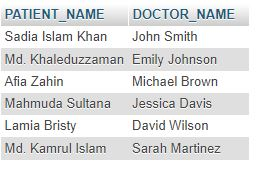 PATIENT_NAME DOCTOR_NAME
Sadia Islam Khan John Smith
Md. Khaleduzzaman Emily Johnson
Afia Zahin Michael Brown
Mahmuda Sultana Jessica Davis
Lamia Bristy David Wilson
Md. Kamrul Islam Sarah Martinez